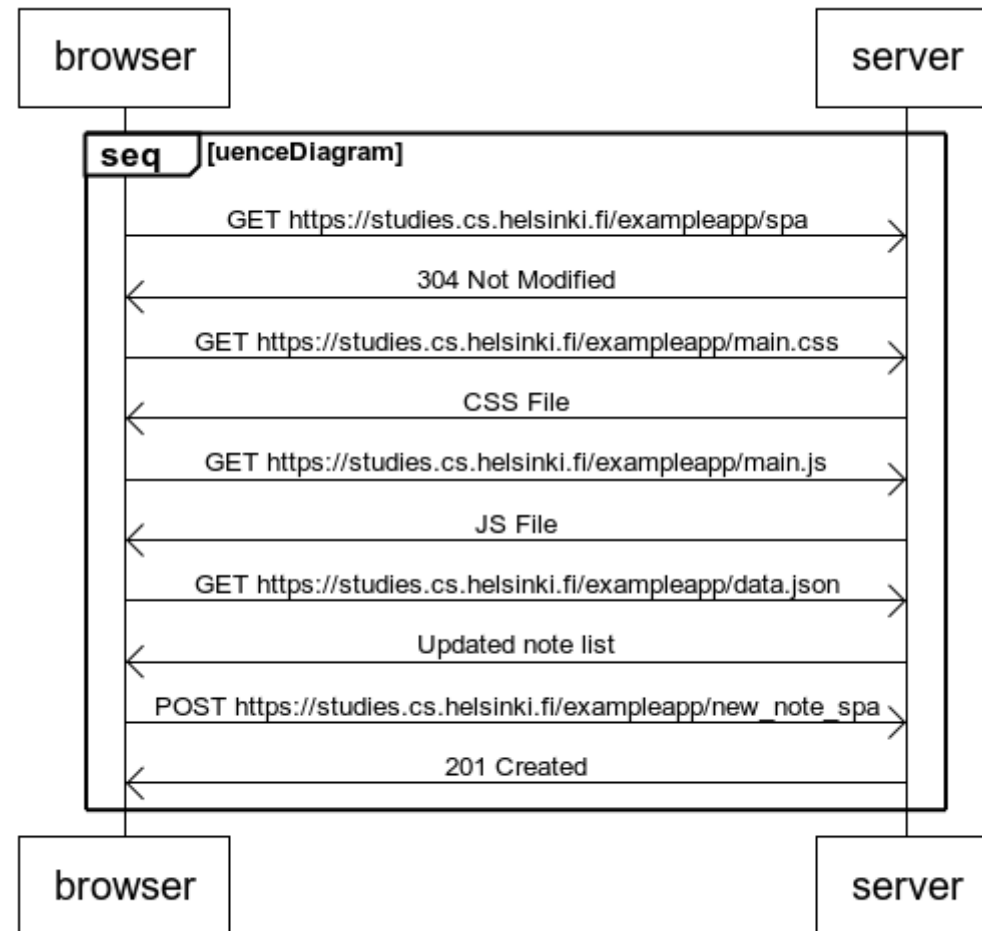 browser
server
seq [uenceDiagram]
GET https://studies.cs.helsinki.fi/exampleapp/spa
304 Not Modified
GET https://studies.cs.helsinki.fi/exampleapp/main.css
CSS File
GET https://studies.cs.helsinki.fi/exampleapp/main.js
JS File
GET https://studies.cs.helsinki.fi/exampleapp/data.json
Updated note list
POST https://studies.cs.helsinki.fi/exampleapp/new_note_spa
201 Created
browser
server